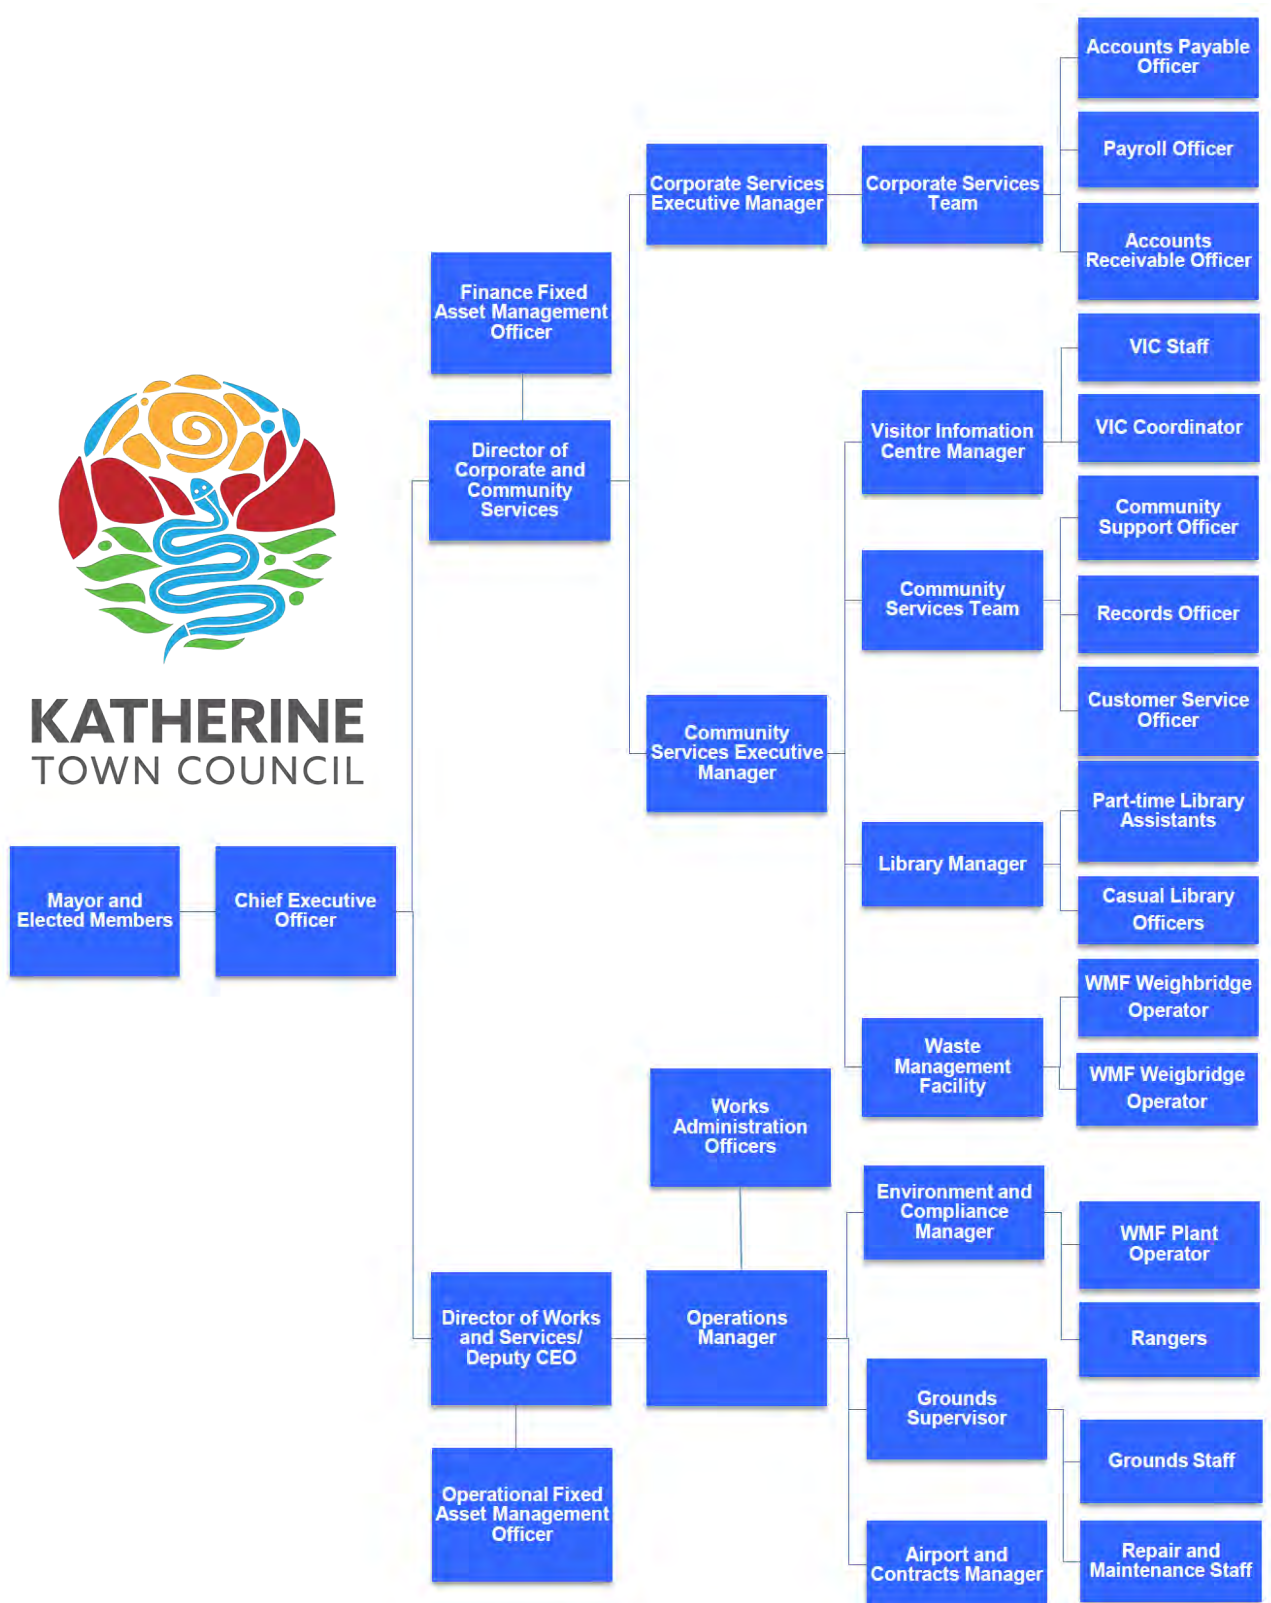 Accounts Payable
Officer
Payroll Officer
Corporate Services
Executive Manager
Corporate Services
Team
Accounts
Receivable Officer
Finance Fixed
Asset Management
Officer
VIC Staff
Visitor Infomation
Centre Manager
VIC Coordinator
Director of
Corporate and
Community
Services
Community
Support Officer
Community
Services Team
Records Officer
Customer Service
Officer
KATHERINE
TOWN COUNCIL
Community
Services Executive
Manager
Part-time Library
Assistants
Library Manager
Mayor and
Elected Members
Chief Executive
Officer
Casual Library
Officers
WMF Weighbridge
Operator
Waste
Management
Facility
WMF Weigbridge
Operator
Works
Administration
Officers
Environment and
Compliance
Manager
WMF Plant
Operator
Director of Works
and Services/
Deputy CEO
Operations
Manager
Rangers
Grounds
Supervisor
Grounds Staff
Operational Fixed
Asset Management
Officer
Airport and
Contracts Manager
Repair and
Maintenance Staff